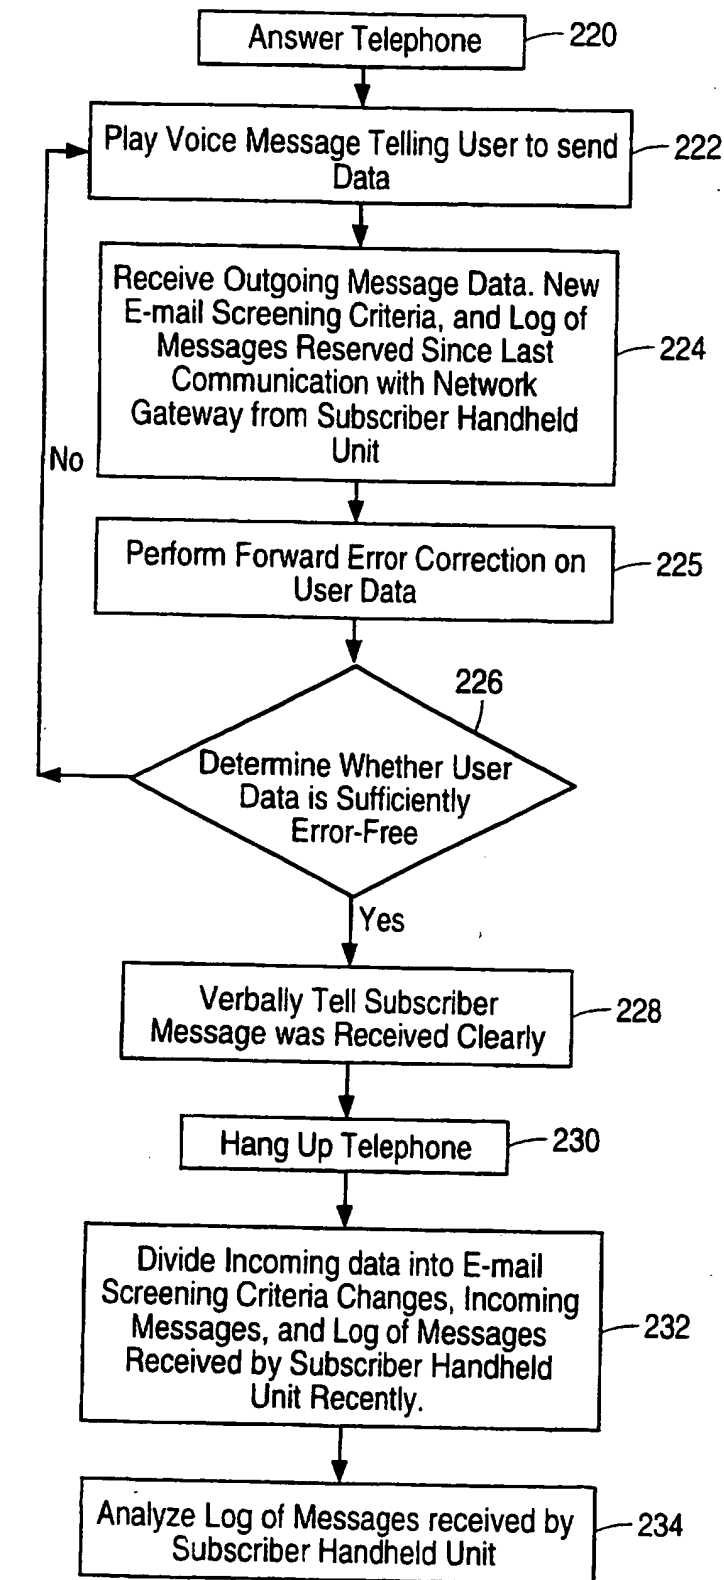 Answer Telephone
220
Play Voice Message Telling User to send
Data
222
Receive Outgoing Message Data. New
E-mail Screening Criteria, and Log of
Messages Reserved Since Last
Communication with Network
Gateway from Subscriber Handheld
Unit
224
No
Perform Forward Error Correction on
User Data
225
226
Determine Whether User
Data is Sufficiently
Error-Free
Yes
Verbally Tell Subscriber
Message was Received Clearly
228
Hang Up Telephone
230
Divide Incoming data into E-mail
Screening Criteria Changes, Incoming
Messages, and Log of Messages
Received by Subscriber Handheld
Unit Recently.
232
Analyze Log of Messages received by
Subscriber Handheld Unit
234